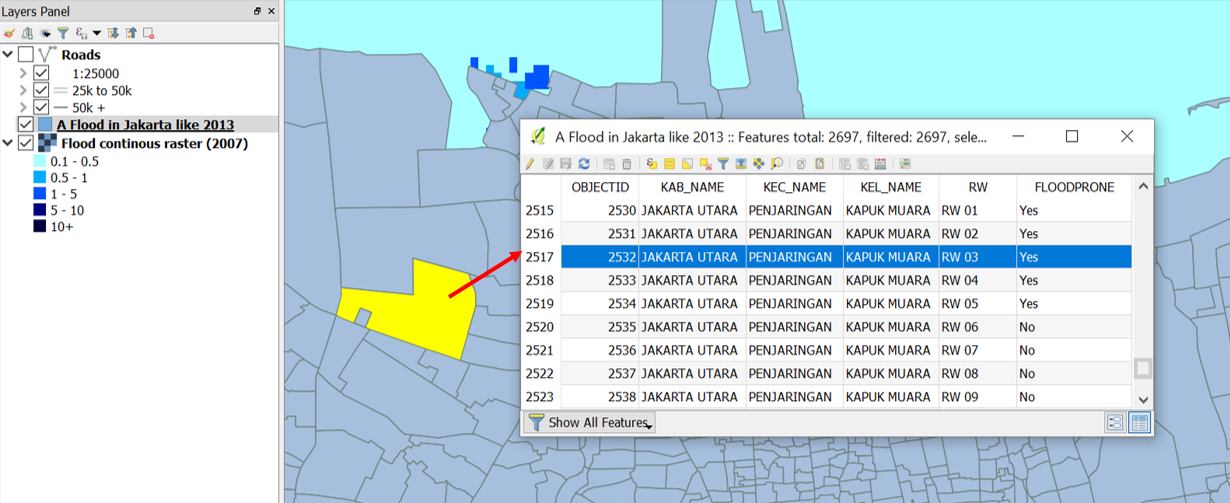 Layers Panel
Roads
1:25000
25k to 50k
50k +
A Flood in Jakarta like 2013
Flood continous raster (2007)
0.1 - 0.5
0.5 - 1
1 - 5
5 - 10
10+
A Flood in Jakarta like 2013 :: Features total: 2697, filtered: 2697, sele...
OBJECTID KAB_NAME KEC_NAME KEL_NAME RW FLOODPRONE
2515 2530 JAKARTA UTARA PENJARINGAN KAPUK MUARA RW 01 Yes
2516 2531 JAKARTA UTARA PENJARINGAN KAPUK MUARA RW 02 Yes
2517 2532 JAKARTA UTARA PENJARINGAN KAPUK MUARA RW 03 Yes
2518 2533 JAKARTA UTARA PENJARINGAN KAPUK MUARA RW 04 Yes
2519 2534 JAKARTA UTARA PENJARINGAN KAPUK MUARA RW 05 Yes
2520 2535 JAKARTA UTARA PENJARINGAN KAPUK MUARA RW 06 No
2521 2536 JAKARTA UTARA PENJARINGAN KAPUK MUARA RW 07 No
2522 2537 JAKARTA UTARA PENJARINGAN KAPUK MUARA RW 08 No
2523 2538 JAKARTA UTARA PENJARINGAN KAPUK MUARA RW 09 No
Show All Features